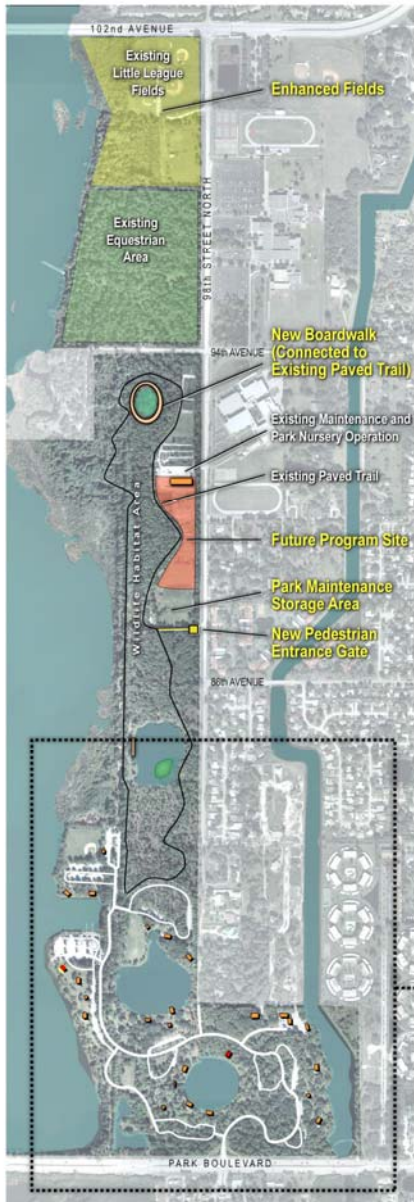 102nd AVENUE
Existing
Little League
Fields
Enhanced Fields
Existing
Equestrian
Area
98th STREET NORTH
94th AVENUE
New Boardwalk
(Connected to
Existing Paved Trail)
Existing Maintenance and
Park Nursery Operation
Existing Paved Trail
Wildlife Habitat Area
Future Program Site
Park Maintenance
Storage Area
New Pedestrian
Entrance Gate
86th AVENUE
PARK BOULEVARD